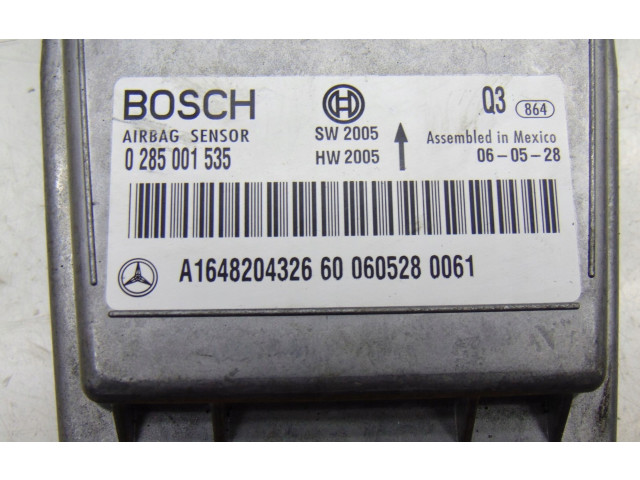 BOSCH
AIRBAG SENSOR
0 285 001 535
SW 2005
HW 2005
Q3 864
Assembled in Mexico
06-05-28
A1648204326 60 060528 0061